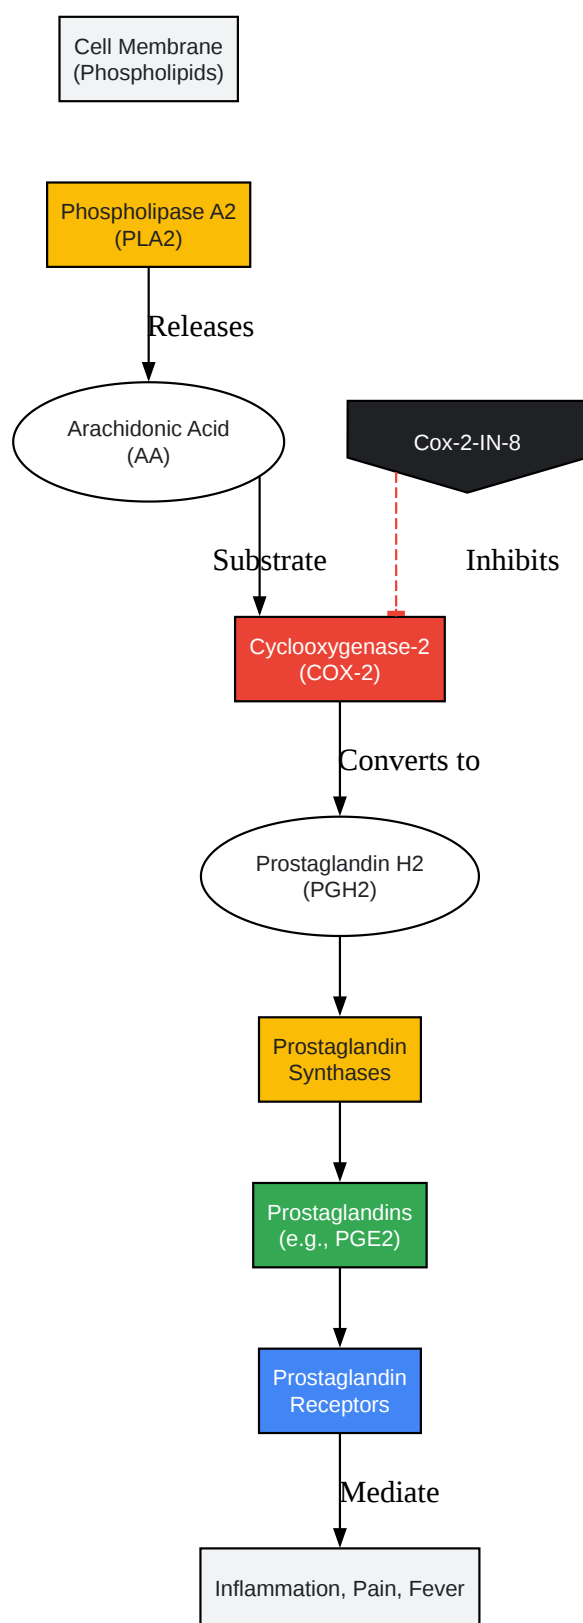 Cell Membrane
(Phospholipids)
Phospholipase A2
(PLA2)
Releases
Arachidonic Acid
(AA)
Cox-2-IN-8
Substrate
Inhibits
Cyclooxygenase-2
(COX-2)
Converts to
Prostaglandin H2
(PGH2)
Prostaglandin
Synthases
Prostaglandins
(e.g., PGE2)
Prostaglandin
Receptors
Mediate
Inflammation, Pain, Fever